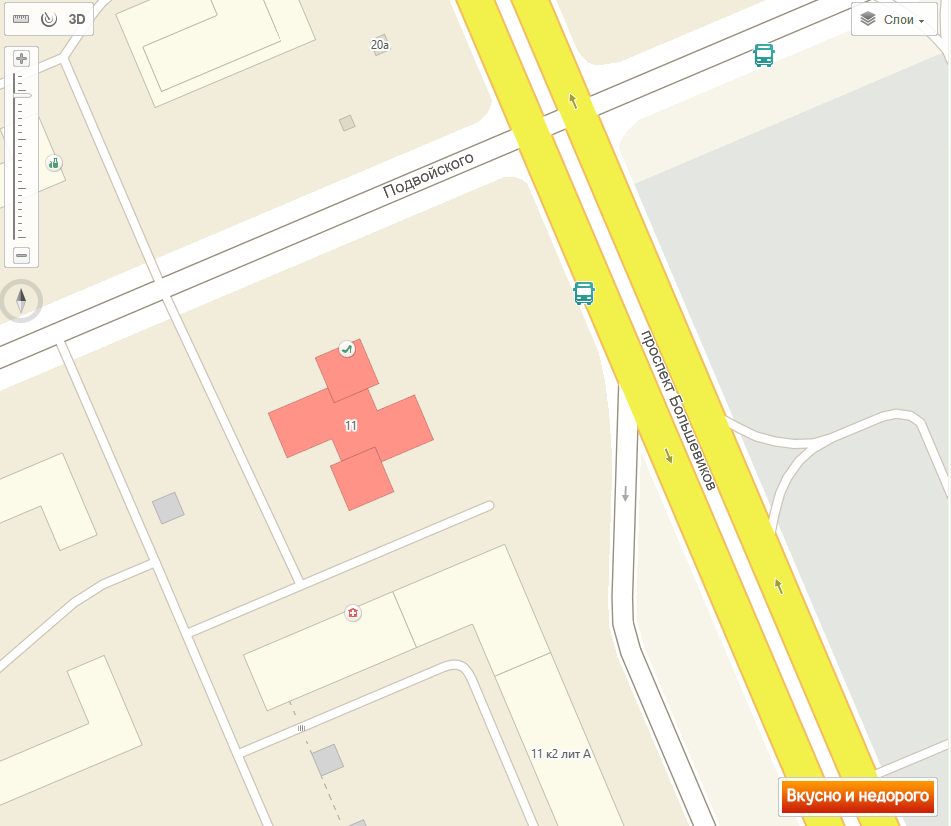 3D
Слои
20а
Подвойского
проспект Большевиков
11
11 к2 лит А
Вкусно и недорого